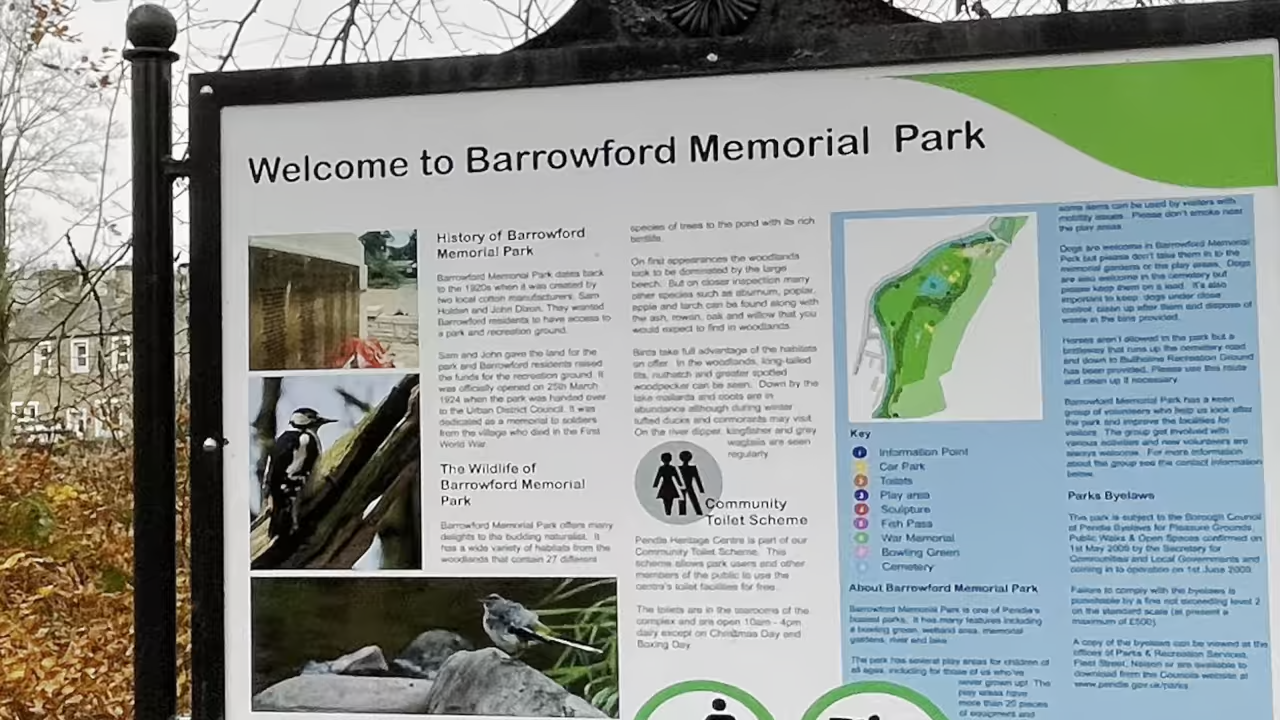 Welcome to Barrowford Memorial Park
History of Barrowford
Memorial Park
Barrowford Memorial Park dates back
to the 1920s when it was created by
two local cotton manufacturers, Sam
Holden and John Dixon. They wanted
Barrowford residents to have access to
a park and recreation ground.
Sam and John gave the land for the
park and Barrowford residents raised
the funds for the recreation ground. It
was officially opened on 25th March
1924 when the park was handed over
to the Urban District Council. It was
dedicated as a memorial to soldiers
from the village who died in the First
World War.
The Wildlife of
Barrowford Memorial
Park
Barrowford Memorial Park offers many
delights to the budding naturalist. It
has a wide variety of habitats from the
woodlands that contain 27 different
species of trees to the pond with its rich
birdlife.
On first appearances the woodlands
look to be dominated by the large
beech. But on closer inspection many
other species such as laburnum, poplar,
apple and larch can be found along with
the ash, rowan, oak and willow that you
would expect to find in woodlands.
Birds take full advantage of the habitats
on offer. In the woodlands, long-tailed
tits, nuthatch and greater spotted
woodpecker can be seen. Down by the
lake mallards and coots are in
abundance although during winter
tufted ducks and cormorants may visit.
On the river dipper, kingfisher and grey
wagtails are seen
regularly.
Community
Toilet Scheme
Pendle Heritage Centre is part of our
Community Toilet Scheme. This
scheme allows park users and other
members of the public to use the
centre's toilet facilities for free.
The toilets are in the tearooms of the
complex and are open 10am - 4pm
daily except on Christmas Day and
Boxing Day.
Key
Information Point
Car Park
Toilets
Play area
Sculpture
Fish Pass
War Memorial
Bowling Green
Cemetery
About Barrowford Memorial Park
Barrowford Memorial Park is one of Pendle's
busiest parks. It has many features including
a bowling green, wetland area, memorial
gardens, river and lake.
The park has several play areas for children of
all ages, including for those of us who've
never grown up! The
play areas have
more than 20 pieces
of equipment and
some items can be used by visitors with
mobility issues. Please don't smoke near
the play areas.
Dogs are welcome in Barrowford Memorial
Park but please don't take them in to the
memorial gardens or the play areas. Dogs
are also welcome in the cemetery but
please keep them on a lead. It's also
important to keep dogs under close
control, clean up after them and dispose of
waste in the bins provided.
Horses aren't allowed in the park but a
bridleway that runs up the cemetery road
and down to Bullholme Recreation Ground
has been provided. Please use this route
and clean up if necessary.
Barrowford Memorial Park has a keen
group of volunteers who help us look after
the park and improve the facilities for
visitors. The group get involved with
various activities and new volunteers are
always welcome. For more information
about the group see the contact information
below.
Parks Byelaws
This park is subject to the Borough Council
of Pendle Byelaws for Pleasure Grounds,
Public Walks & Open Spaces confirmed on
1st May 2009 by the Secretary for
Communities and Local Governments and
coming in to operation on 1st June 2009.
Failure to comply with the byelaws is
punishable by a fine not exceeding level 2
on the standard scale (at present a
maximum of £500).
A copy of the byelaws can be viewed at the
offices of Parks & Recreation Services,
Fleet Street, Nelson or are available to
download from the Councils website at
www.pendle.gov.uk/parks